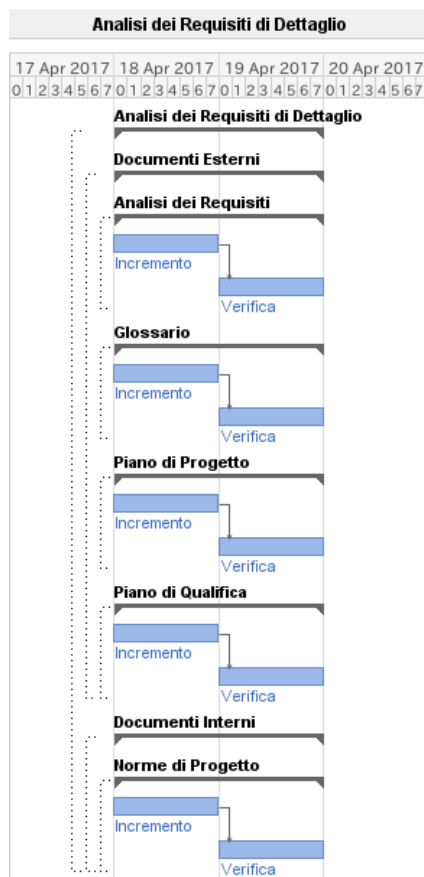 Analisi dei Requisiti di Dettaglio
17 Apr 2017 18 Apr 2017 19 Apr 2017 20 Apr 2017
0 1 2 3 4 5 6 7 0 1 2 3 4 5 6 7 0 1 2 3 4 5 6 7 0 1 2 3 4 5 6 7
Analisi dei Requisiti di Dettaglio
Documenti Esterni
Analisi dei Requisiti
Incremento
Verifica
Glossario
Incremento
Verifica
Piano di Progetto
Incremento
Verifica
Piano di Qualifica
Incremento
Verifica
Documenti Interni
Norme di Progetto
Incremento
Verifica